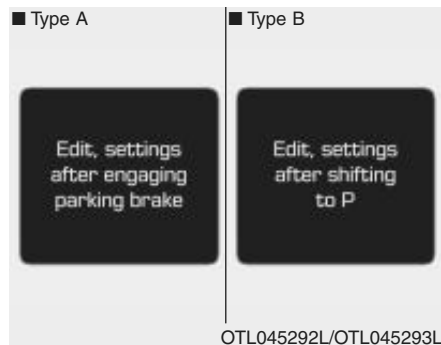 ■ Type A
Edit, settings
after engaging
parking brake
■ Type B
Edit, settings
after shifting
to P
OTL045292L/OTL045293L